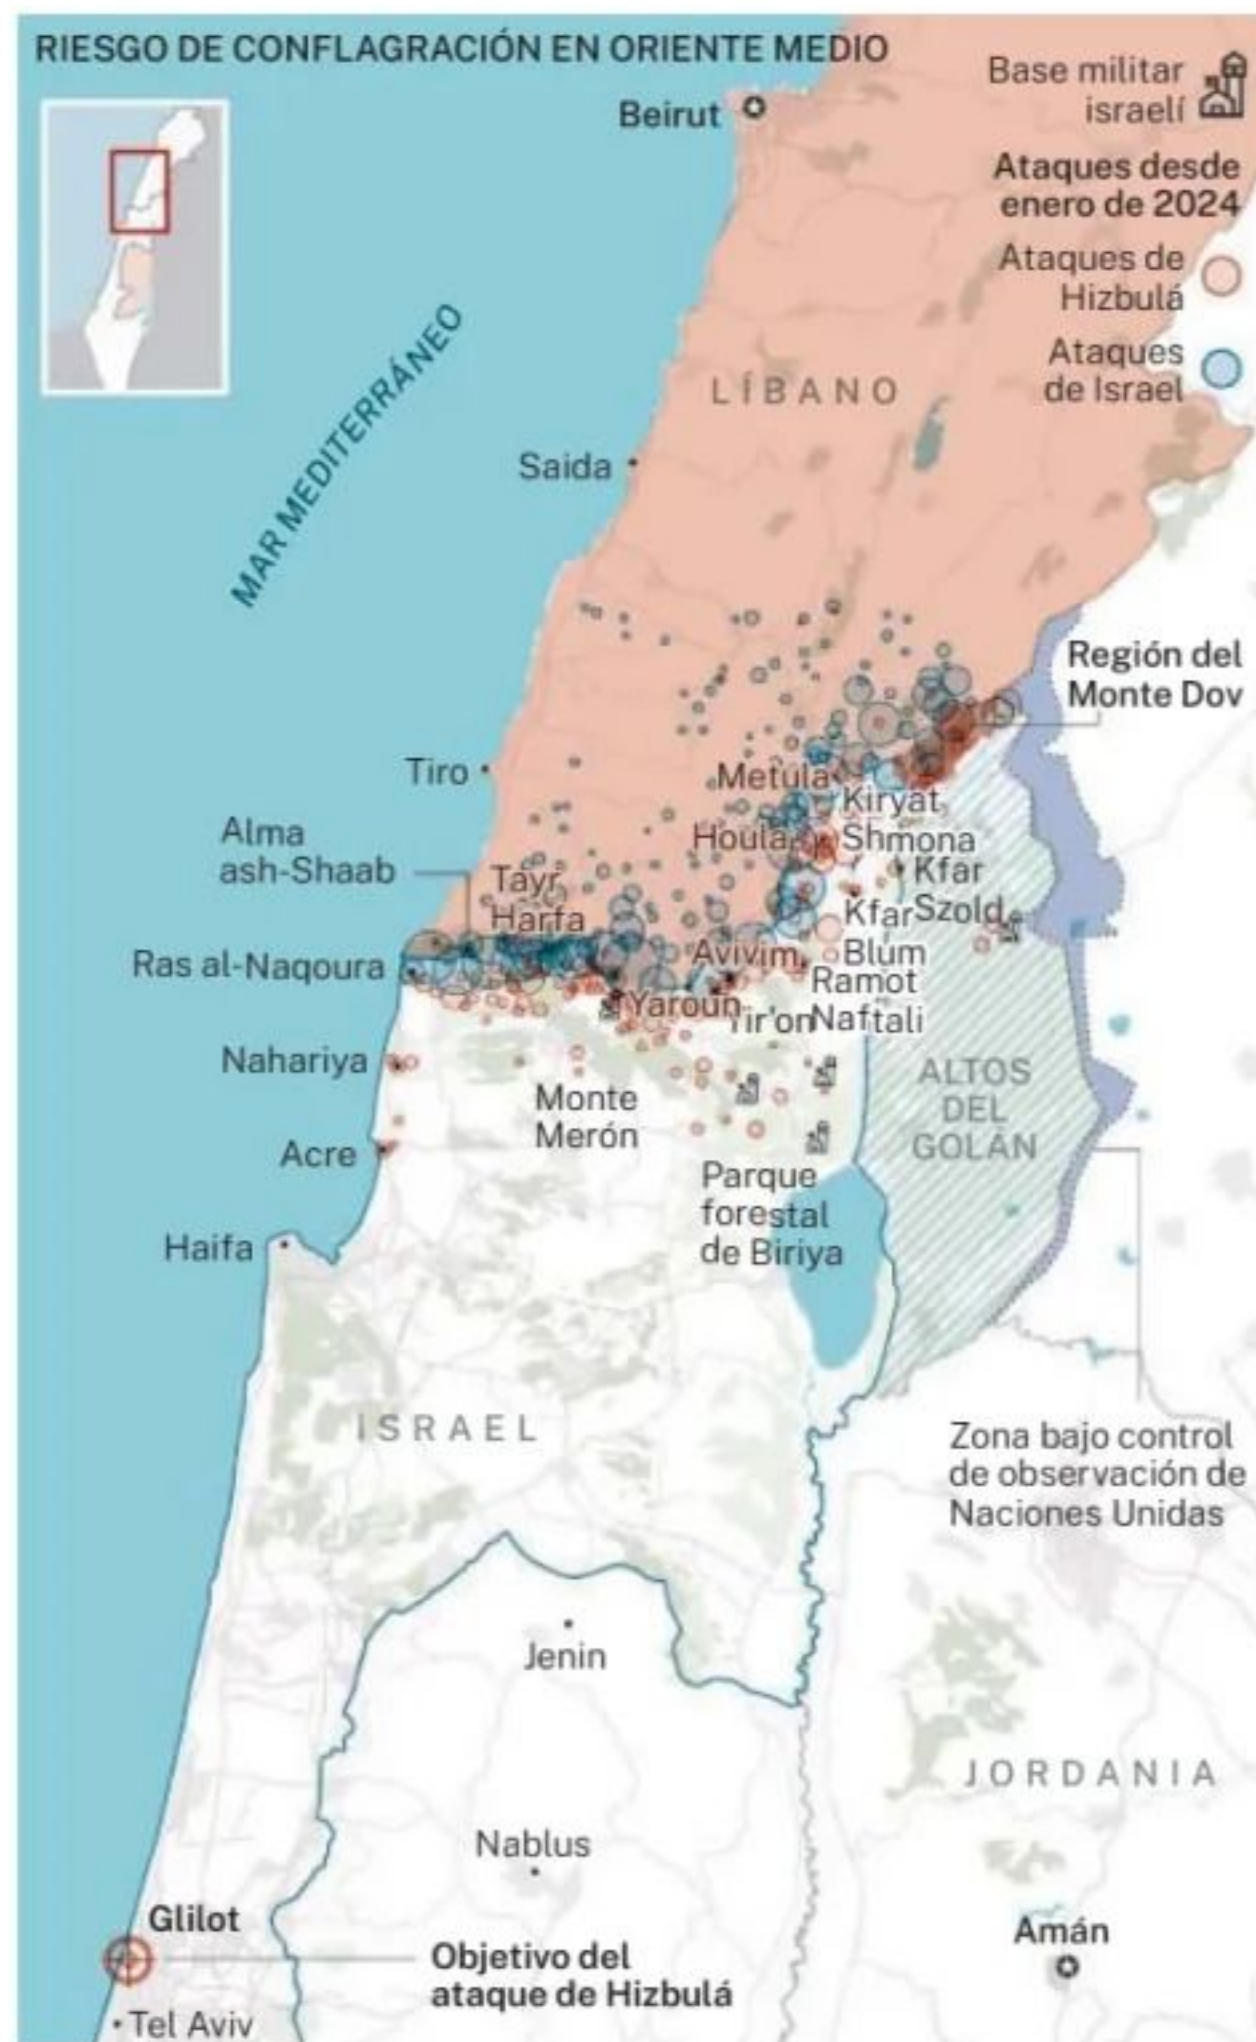 RIESGO DE CONFLAGRACIÓN EN ORIENTE MEDIO
Base militar
israelí
Beirut
Ataques desde
enero de 2024
Ataques de
Hizbulá
Ataques
de Israel
MAR MEDITERRÁNEO
LÍBANO
Saida
Región del
Monte Dov
Tiro
Metula
Kiryat
Shmona
Alma
ash-Shaab
Houla
Kfar
Szold
Tayr
Harfa
Kfar
Blum
Ras al-Naqoura
Avivim
Ramot
Naftali
Yaroun
Yir'on
Nahariya
Monte
Merón
ALTOS
DEL
GOLÁN
Acre
Parque
forestal
de Biriya
Haifa
ISRAEL
Zona bajo control
de observación de
Naciones Unidas
Jenin
JORDANIA
Nablus
Glilot
Objetivo del
ataque de Hizbulá
Amán
Tel Aviv